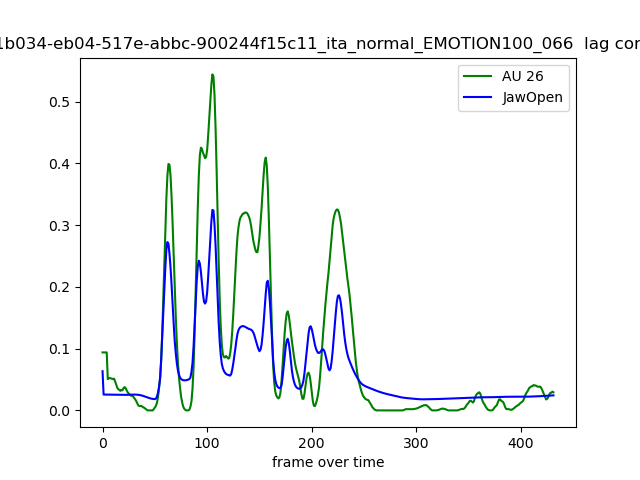 1b034-eb04-517e-abbc-900244f15c11_ita_normal_EMOTION100_066 lag cor
AU 26
JawOpen
0.5
0.4
0.3
0.2
0.1
0.0
0 100 200 300 400
frame over time